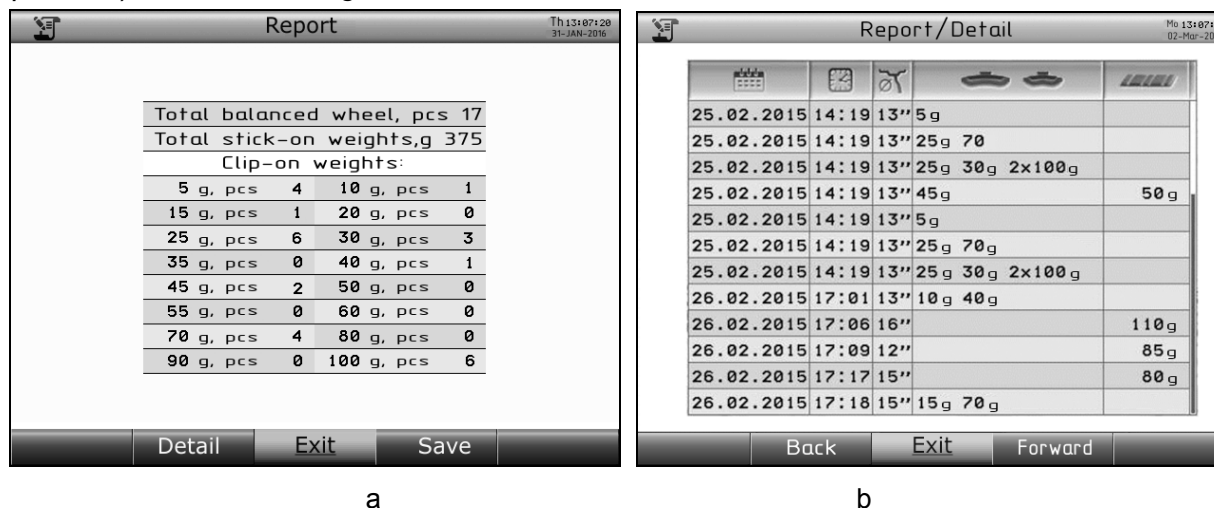 Report
Th 13:07:20
31-JAN-2016
Total balanced wheel, pcs 17
Total stick-on weights,g 375
Clip-on weights:
5 g, pcs 4 10 g, pcs 1
15 g, pcs 1 20 g, pcs 0
25 g, pcs 6 30 g, pcs 3
35 g, pcs 0 40 g, pcs 1
45 g, pcs 2 50 g, pcs 0
55 g, pcs 0 60 g, pcs 0
70 g, pcs 4 80 g, pcs 0
90 g, pcs 0 100 g, pcs 6
Detail Exit Save
a
Report/Detail
Mo 13:07:
02-Mar-20
25.02.2015 14:19 13" 5g
25.02.2015 14:19 13" 25g 70
25.02.2015 14:19 13" 25g 30g 2x100g
25.02.2015 14:19 13" 45g 50g
25.02.2015 14:19 13" 5g
25.02.2015 14:19 13" 25g 70g
25.02.2015 14:19 13" 25g 30g 2x100g
26.02.2015 17:01 13" 10g 40g
26.02.2015 17:06 16" 110g
26.02.2015 17:09 12" 85g
26.02.2015 17:17 15" 80g
26.02.2015 17:18 15" 15g 70g
Back Exit Forward
b